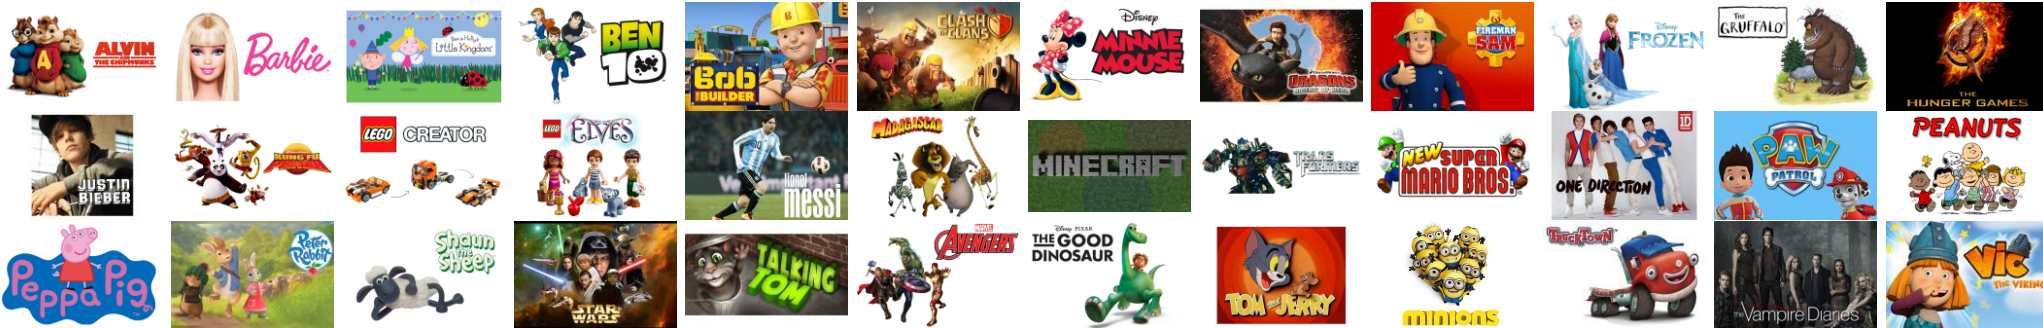 ALVIN
AND THE CHIPMUNKS
Barbie
Ben & Holly's
Little Kingdom
BEN
10
Bob
THE BUILDER
CLASH
OF CLANS
Disney
MINNIE
MOUSE
DRAGONS
FIREMAN
SAM
Disney
FROZEN
THE
GRUFFALO
THE
HUNGER GAMES
JUSTIN
BIEBER
KUNG FU
LEGO CREATOR
LEGO ELVES
10
lionel
messi
MADAGASCAR
MINECRAFT
TRANSFORMERS
NEW SUPER
MARIO BROS.
1D
ONE DIRECTION
PAW
PATROL
PEANUTS
Peppa Pig
Peter
Rabbit
Shaun
the
Sheep
STAR
WARS
TALKING
TOM
MARVEL
AVENGERS
Disney · PIXAR
THE GOOD
DINOSAUR
TOM and JERRY
minions
TRUCKTOWN
the Vampire Diaries
Vic
THE VIKING